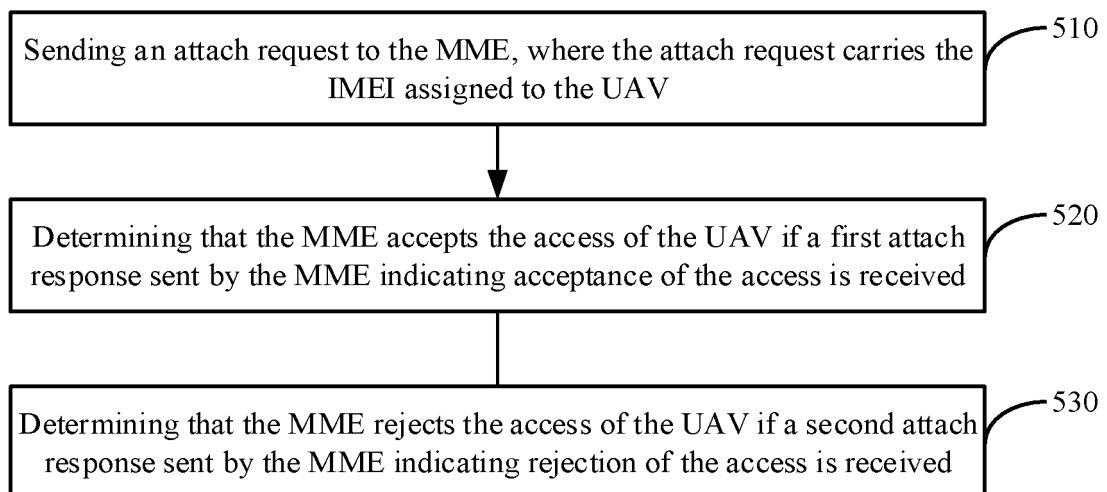 Sending an attach request to the MME, where the attach request carries the
IMEI assigned to the UAV
510
Determining that the MME accepts the access of the UAV if a first attach
response sent by the MME indicating acceptance of the access is received
520
Determining that the MME rejects the access of the UAV if a second attach
response sent by the MME indicating rejection of the access is received
530